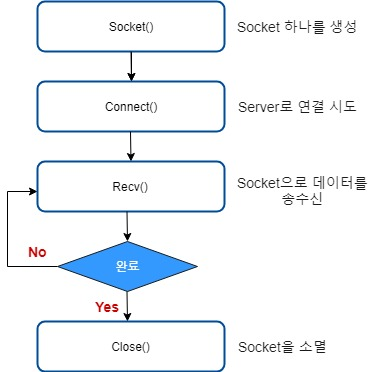 Socket()
Socket 하나를 생성
Connect()
Server로 연결 시도
Recv()
Socket으로 데이터를
송수신
No
완료
Yes
Close()
Socket을 소멸